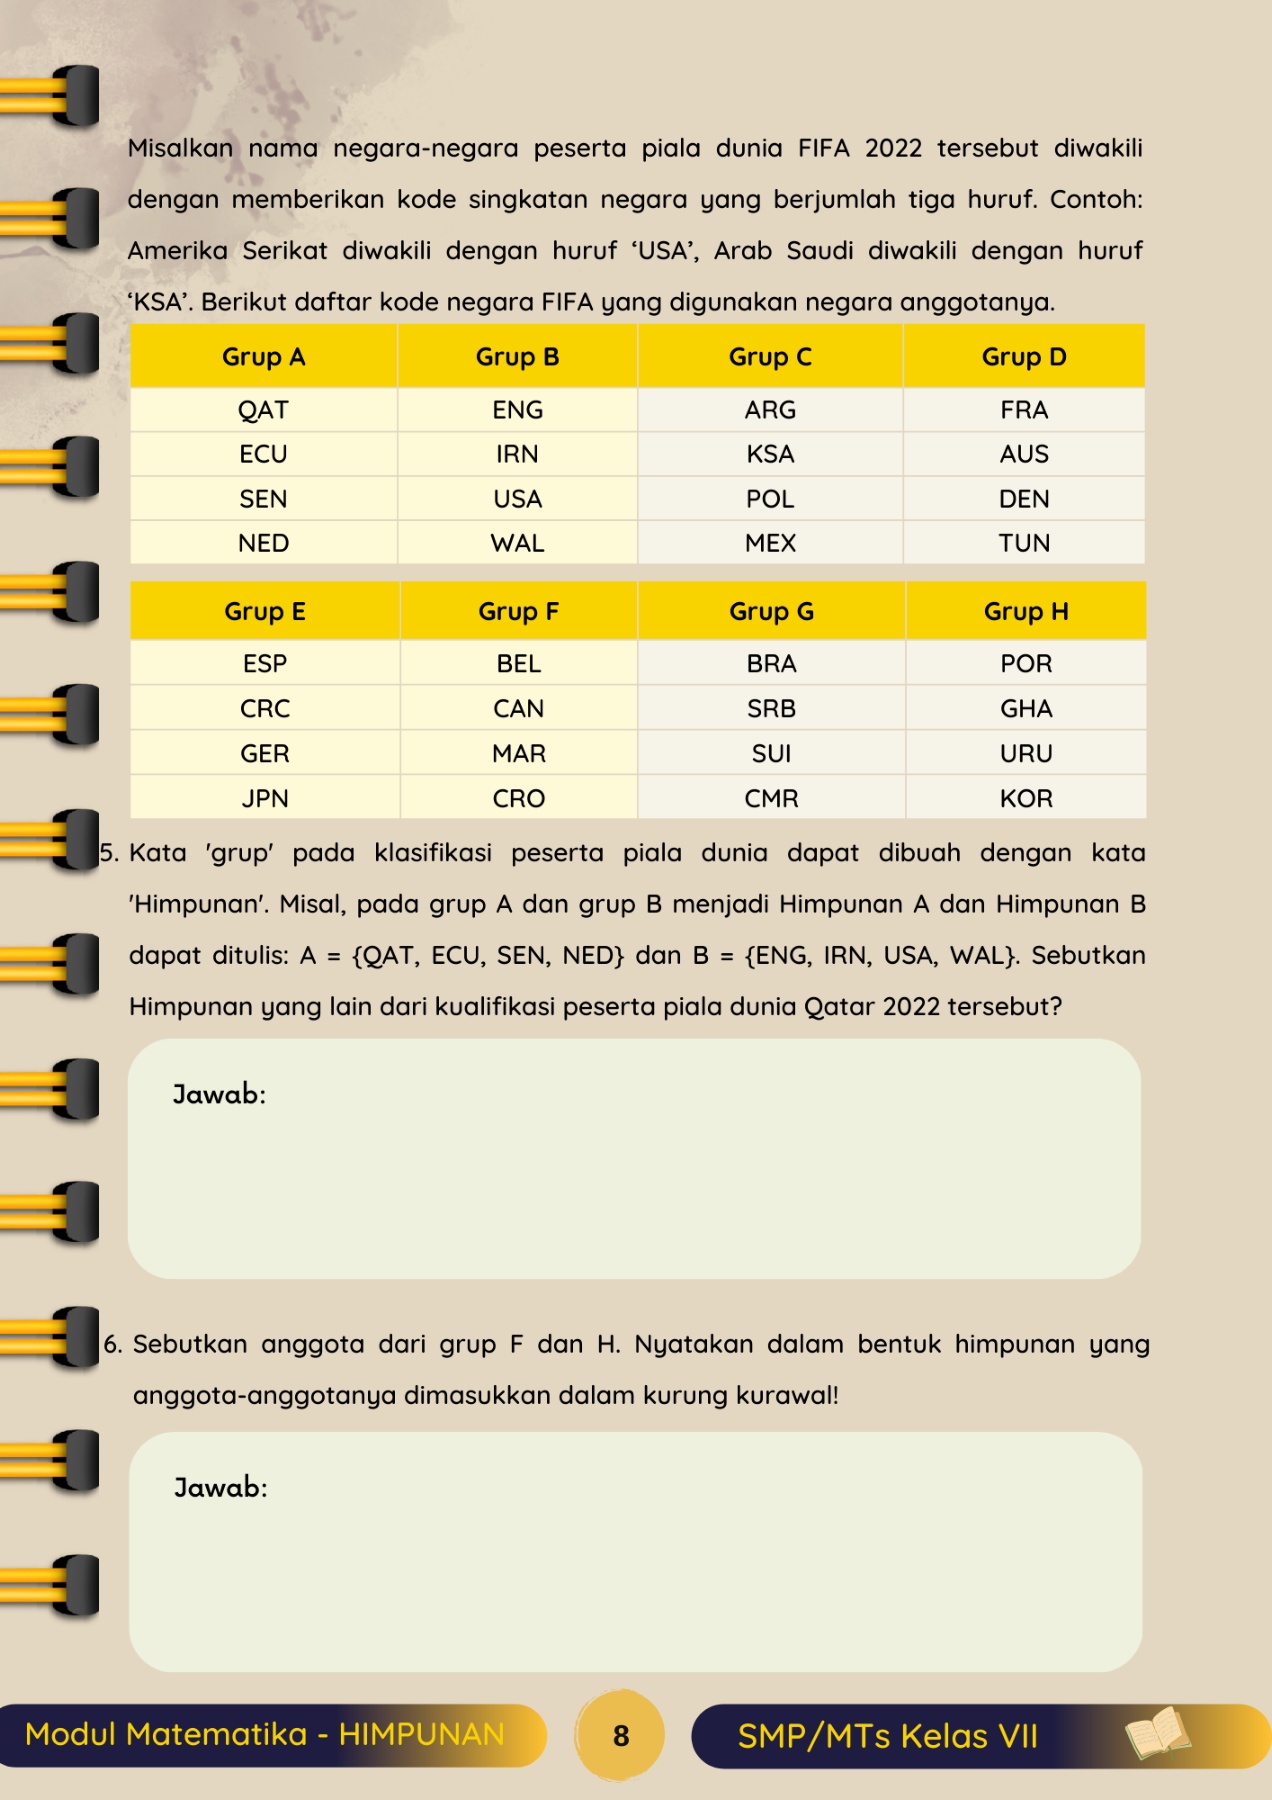 Misalkan nama negara-negara peserta piala dunia FIFA 2022 tersebut diwakili
dengan memberikan kode singkatan negara yang berjumlah tiga huruf. Contoh:
Amerika Serikat diwakili dengan huruf ‘USA’, Arab Saudi diwakili dengan huruf
‘KSA’. Berikut daftar kode negara FIFA yang digunakan negara anggotanya.
Grup A Grup B Grup C Grup D
QAT ENG ARG FRA
ECU IRN KSA AUS
SEN USA POL DEN
NED WAL MEX TUN
Grup E Grup F Grup G Grup H
ESP BEL BRA POR
CRC CAN SRB GHA
GER MAR SUI URU
JPN CRO CMR KOR
5. Kata 'grup' pada klasifikasi peserta piala dunia dapat dibuah dengan kata
'Himpunan'. Misal, pada grup A dan grup B menjadi Himpunan A dan Himpunan B
dapat ditulis: A = {QAT, ECU, SEN, NED} dan B = {ENG, IRN, USA, WAL}. Sebutkan
Himpunan yang lain dari kualifikasi peserta piala dunia Qatar 2022 tersebut?
Jawab:
6. Sebutkan anggota dari grup F dan H. Nyatakan dalam bentuk himpunan yang
anggota-anggotanya dimasukkan dalam kurung kurawal!
Jawab:
Modul Matematika - HIMPUNAN 8 SMP/MTs Kelas VII